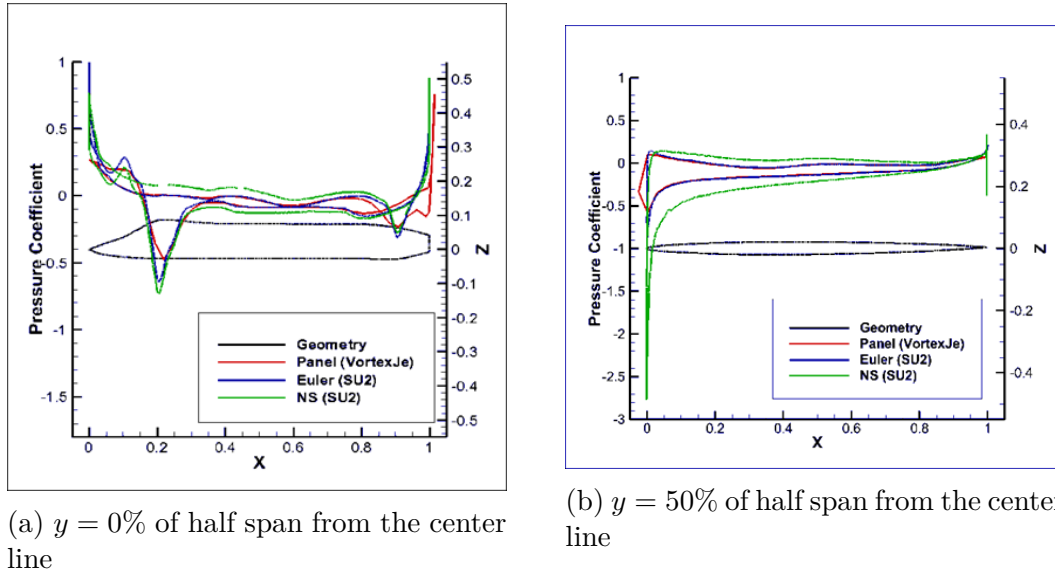 Pressure Coefficient
1
0.5
0
-0.5
-1
-1.5
0 0.2 0.4 0.6 0.8 1
X
0.5
0.4
0.3
0.2
0.1
0
-0.1
-0.2
-0.3
-0.4
-0.5
Z
Geometry
Panel (VortexJe)
Euler (SU2)
NS (SU2)
(a) y = 0% of half span from the center
line
Pressure Coefficient
1
0.5
0
-0.5
-1
-1.5
-2
-2.5
-3
0 0.2 0.4 0.6 0.8 1
X
0.4
0.2
0
-0.2
-0.4
Z
Geometry
Panel (VortexJe)
Euler (SU2)
NS (SU2)
(b) y = 50% of half span from the center
line